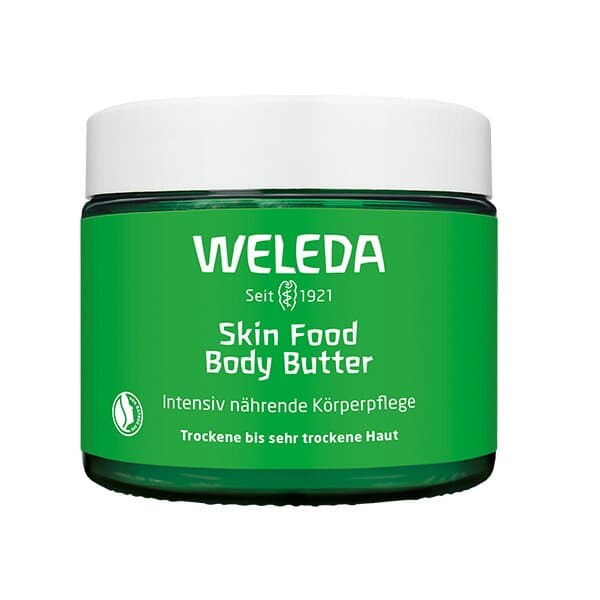 WELEDA
Seit 1921
Skin Food
Body Butter
Intensiv nährende Körperpflege
Trockene bis sehr trockene Haut